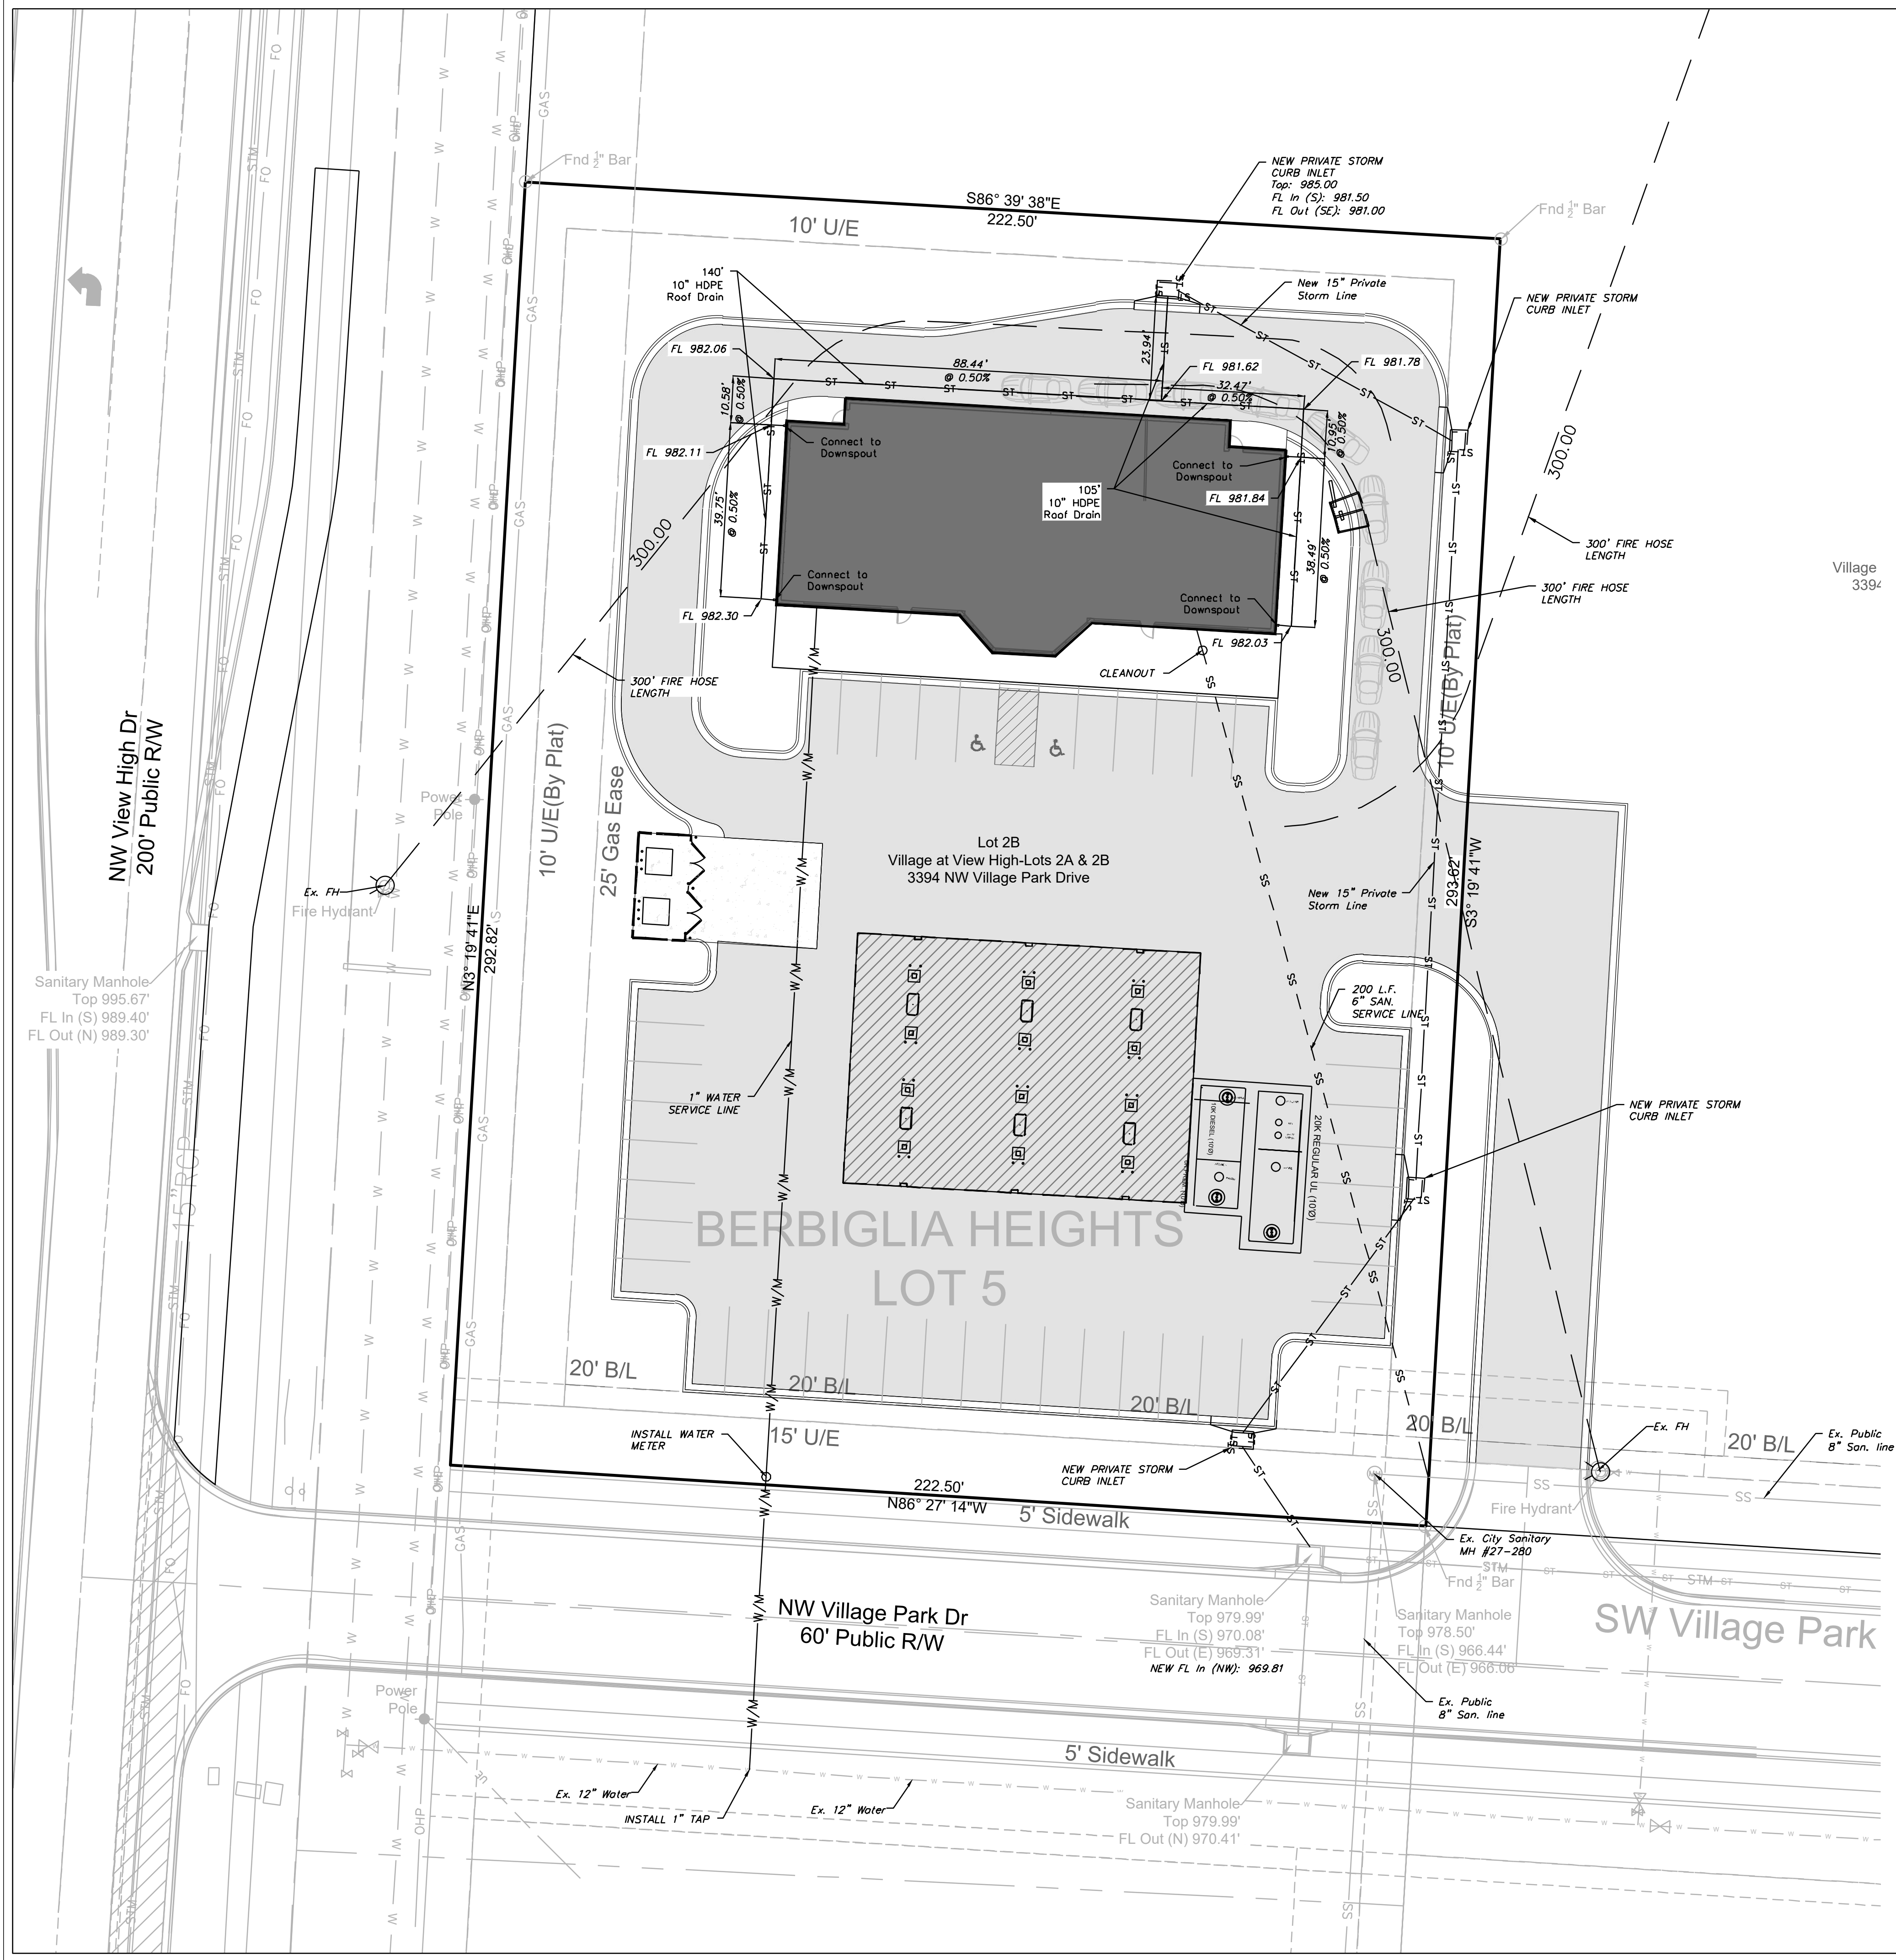 Fnd ½" Bar
S86° 39' 38"E
222.50'
10' U/E
NEW PRIVATE STORM
CURB INLET
Top: 985.00
FL In (S): 981.50
FL Out (SE): 981.00
Fnd ½" Bar
140'
10" HDPE
Roof Drain
New 15" Private
Storm Line
NEW PRIVATE STORM
CURB INLET
FL 982.06
88.44'
@ 0.50%
23.94'
FL 981.62
32.47'
@ 0.50%
FL 981.78
10.58'
@ 0.50%
10.95'
@ 0.50%
FL 982.11
Connect to
Downspout
Connect to
Downspout
FL 981.84
105'
10" HDPE
Roof Drain
39.75'
@ 0.50%
38.49'
@ 0.50%
300.00
300.00
300' FIRE HOSE
LENGTH
300' FIRE HOSE
LENGTH
Village
3394
Connect to
Downspout
Connect to
Downspout
FL 982.30
FL 982.03
CLEANOUT
300.00
300' FIRE HOSE
LENGTH
10' U/E(By Plat)
NW View High Dr
200' Public R/W
Power
Pole
10' U/E(By Plat)
25' Gas Ease
Ex. FH
Fire Hydrant
Lot 2B
Village at View High-Lots 2A & 2B
3394 NW Village Park Drive
New 15" Private
Storm Line
293.62'
S3° 19' 41"W
N3° 19' 41"E
292.82'
Sanitary Manhole
Top 995.67'
FL In (S) 989.40'
FL Out (N) 989.30'
200 L.F.
6" SAN.
SERVICE LINE
1" WATER
SERVICE LINE
10K DIESEL (10'Ø)
20K REGULAR UL (10'Ø)
NEW PRIVATE STORM
CURB INLET
15" RCP
BERBIGLIA HEIGHTS
LOT 5
20' B/L
20' B/L
20' B/L
20' B/L
20' B/L
15' U/E
INSTALL WATER
METER
NEW PRIVATE STORM
CURB INLET
Ex. FH
Ex. Public
8" San. line
Fire Hydrant
222.50'
N86° 27' 14"W
5' Sidewalk
Ex. City Sanitary
MH #27-280
Fnd ½" Bar
NW Village Park Dr
60' Public R/W
Sanitary Manhole
Top 979.99'
FL In (S) 970.08'
FL Out (E) 969.31'
NEW FL In (NW): 969.81
Sanitary Manhole
Top 978.50'
FL In (S) 966.44'
FL Out (E) 966.06'
SW Village Park
Power
Pole
Ex. Public
8" San. line
5' Sidewalk
Ex. 12" Water
INSTALL 1" TAP
Ex. 12" Water
Sanitary Manhole
Top 979.99'
FL Out (N) 970.41'